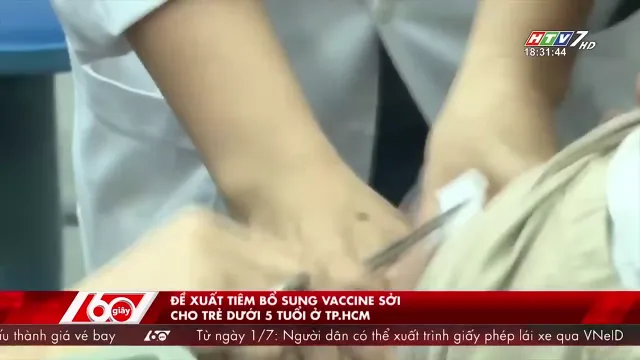 HTV7 HD
18:31:44
60 giây
ĐỀ XUẤT TIÊM BỔ SUNG VACCINE SỞI
CHO TRẺ DƯỚI 5 TUỔI Ở TP.HCM
ấu thành giá vé bay 60giây Từ ngày 1/7: Người dân có thể xuất trình giấy phép lái xe qua VNeID